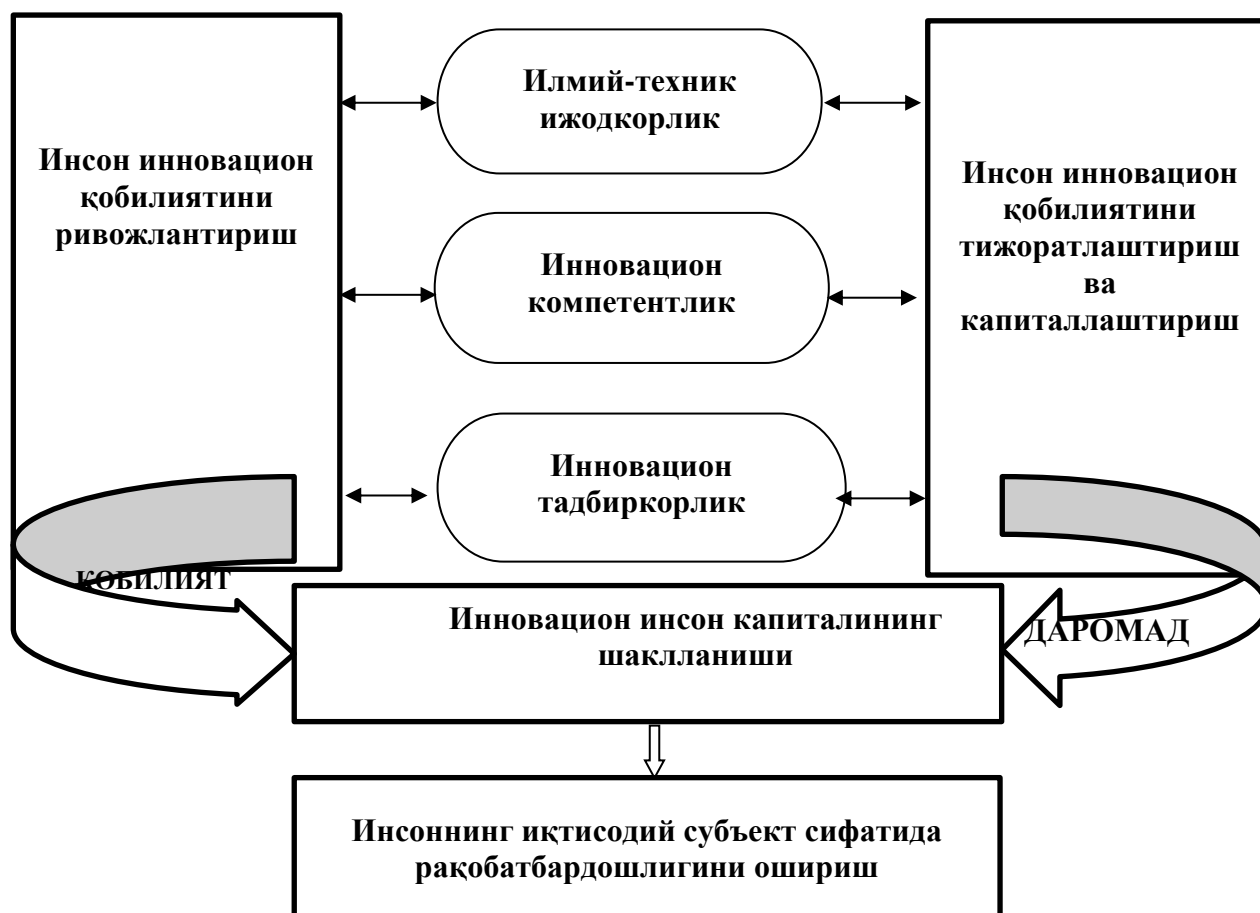 Инсон инновацион
қобилиятини
ривожлантириш
Илмий-техник
ижодкорлик
Инновацион
компетентлик
Инновацион
тадбиркорлик
Инсон инновацион
қобилиятини
тижоратлаштириш
ва
капиталлаштириш
ҚОБИЛИЯТ
ДАРОМАД
Инновацион инсон капиталининг
шаклланиши
Инсоннинг иқтисодий субъект сифатида
рақобатбардошлигини ошириш